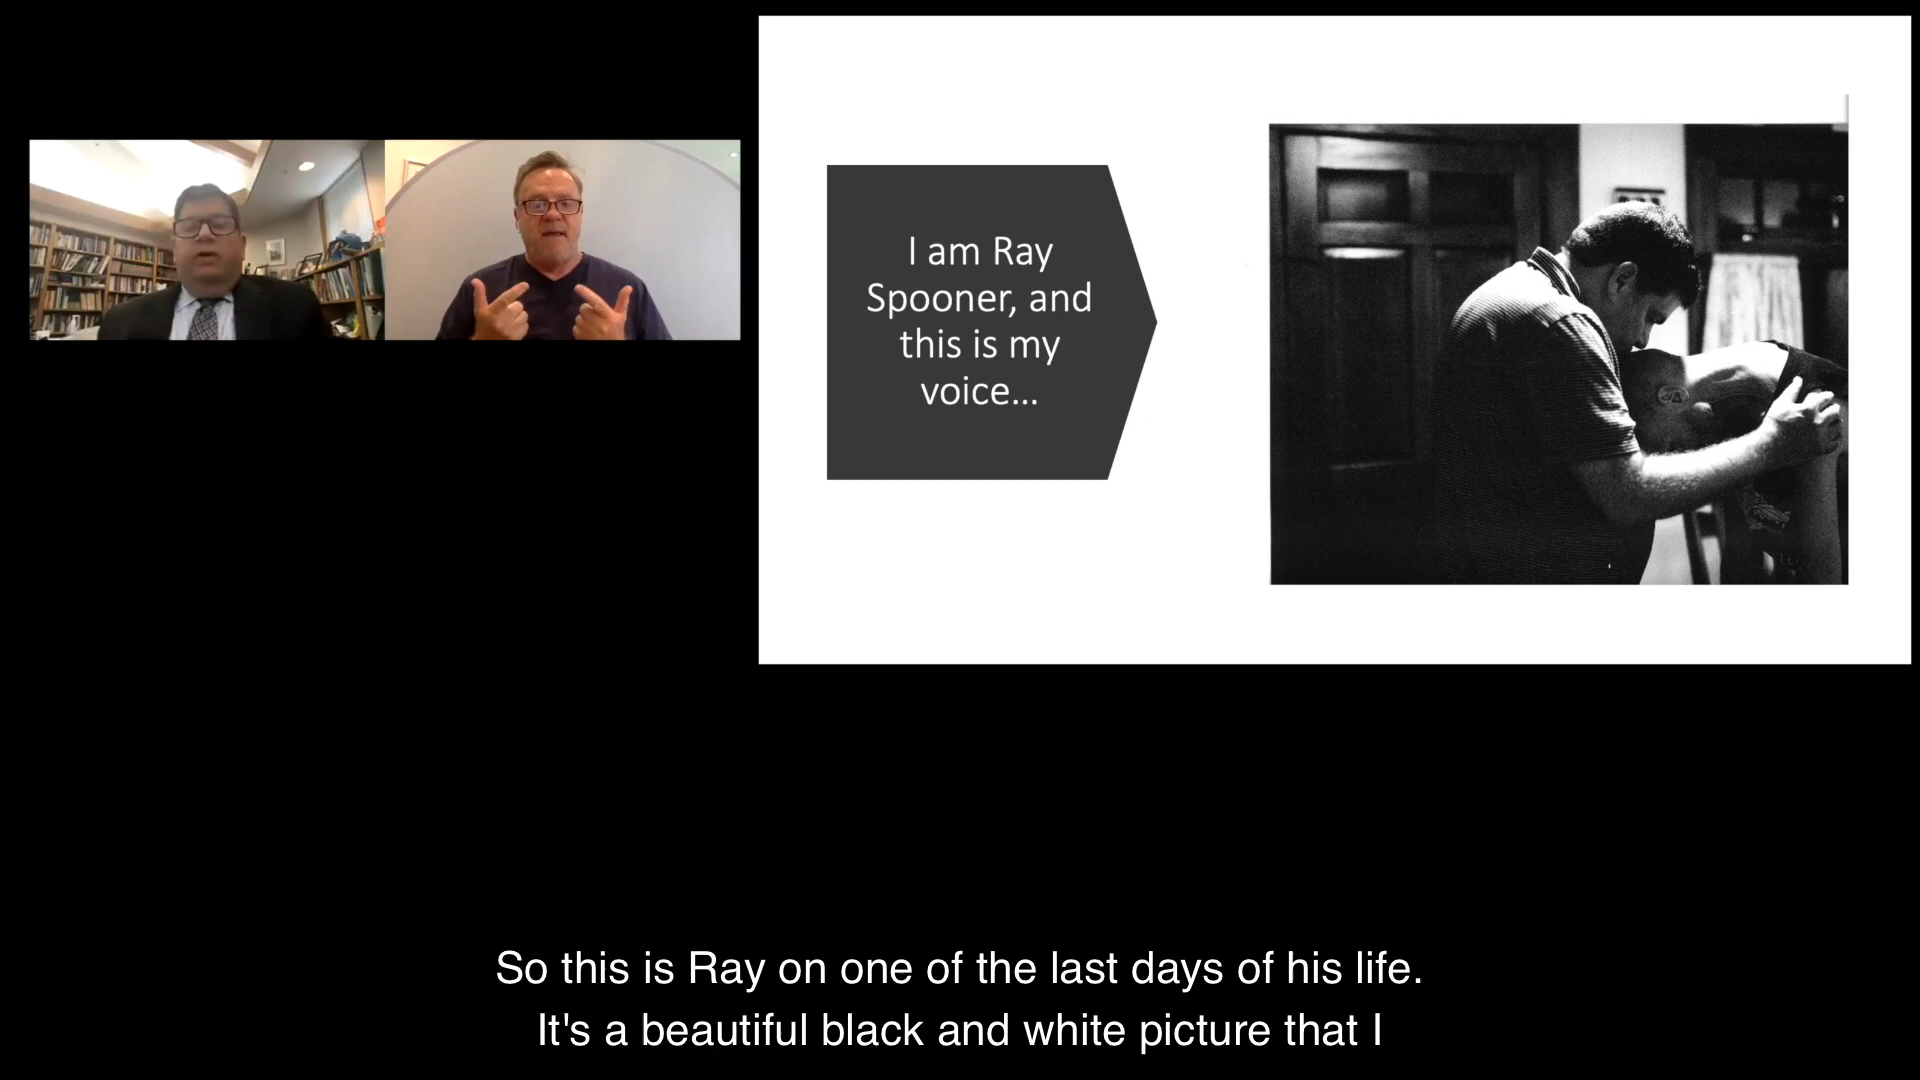 I am Ray
Spooner, and
this is my
voice...
So this is Ray on one of the last days of his life.
It's a beautiful black and white picture that I